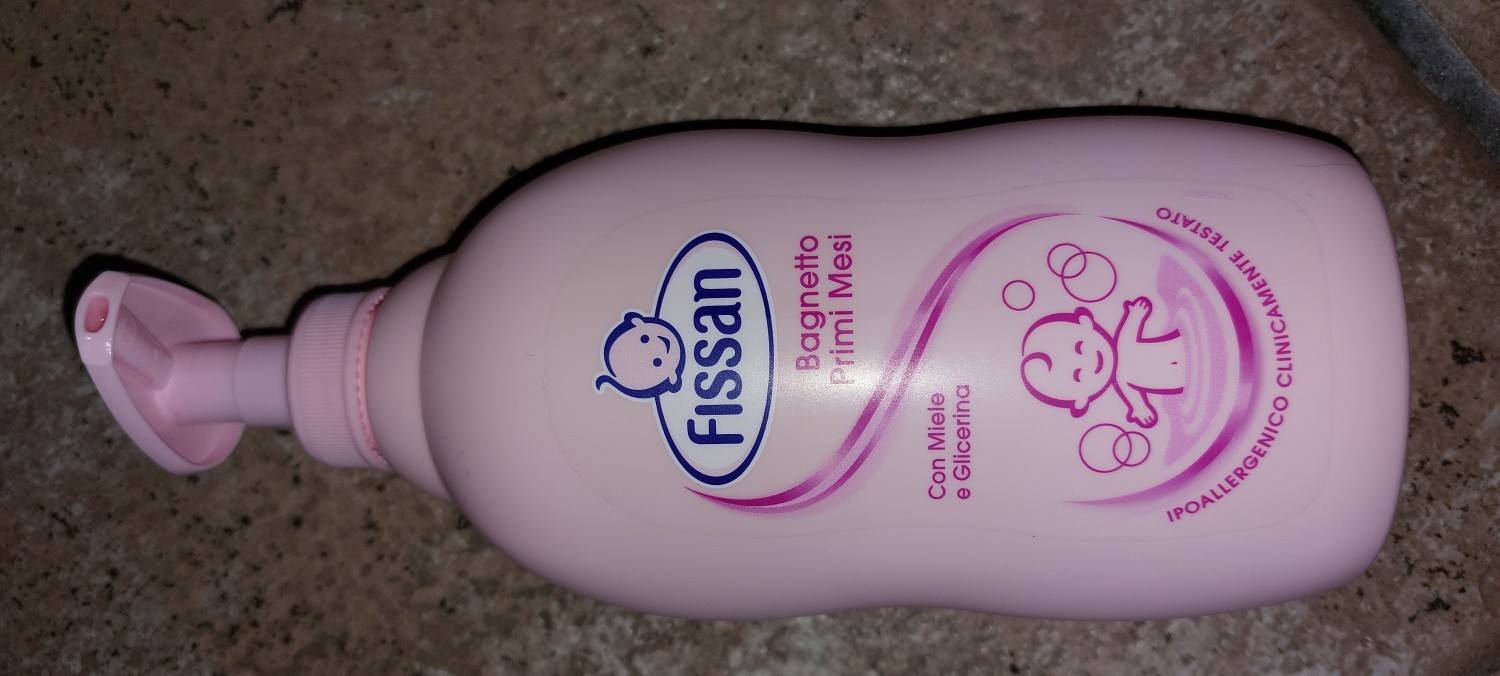 Fissan
Bagnetto
Primi Mesi
Con Miele
e Glicerina
IPOALLERGENICO CLINICAMENTE TESTATO